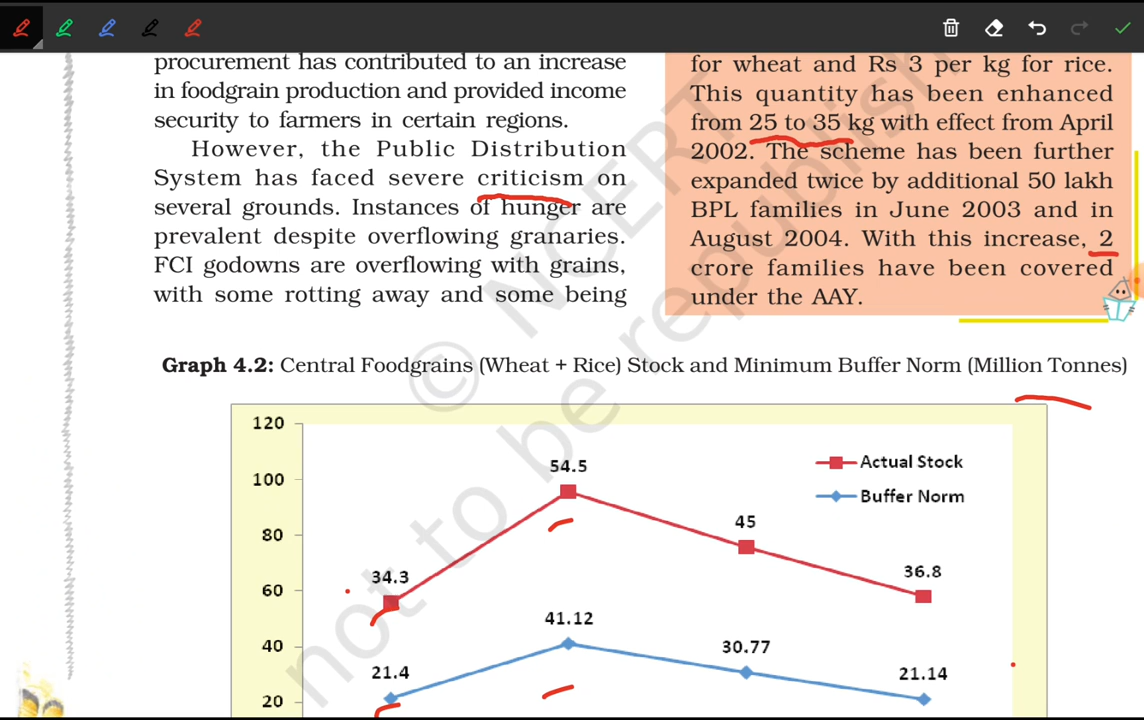 procurement has contributed to an increase
in foodgrain production and provided income
security to farmers in certain regions.
However, the Public Distribution
System has faced severe criticism on
several grounds. Instances of hunger are
prevalent despite overflowing granaries.
FCI godowns are overflowing with grains,
with some rotting away and some being
for wheat and Rs 3 per kg for rice.
This quantity has been enhanced
from 25 to 35 kg with effect from April
2002. The scheme has been further
expanded twice by additional 50 lakh
BPL families in June 2003 and in
August 2004. With this increase, 2
crore families have been covered
under the AAY.
Graph 4.2: Central Foodgrains (Wheat + Rice) Stock and Minimum Buffer Norm (Million Tonnes)
120
100
80
60
40
20
Actual Stock
Buffer Norm
34.3
54.5
45
36.8
21.4
41.12
30.77
21.14
© NCERT
not to be republish